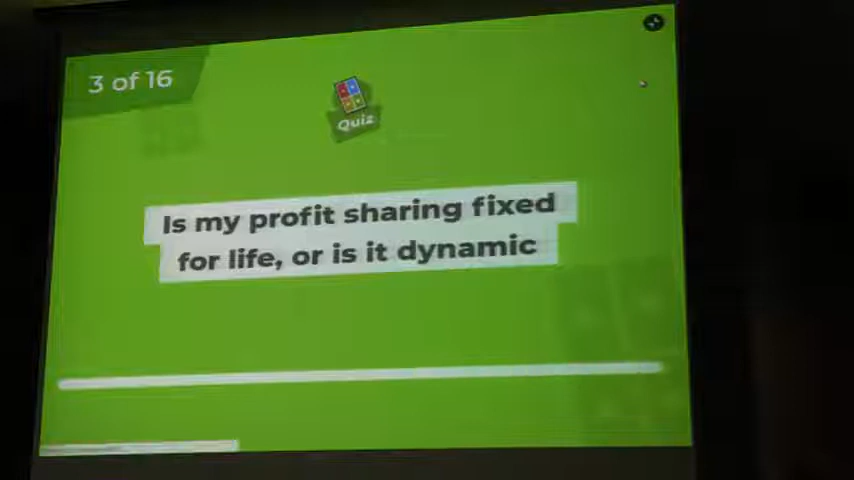 3 of 16
Quiz
Is my profit sharing fixed
for life, or is it dynamic